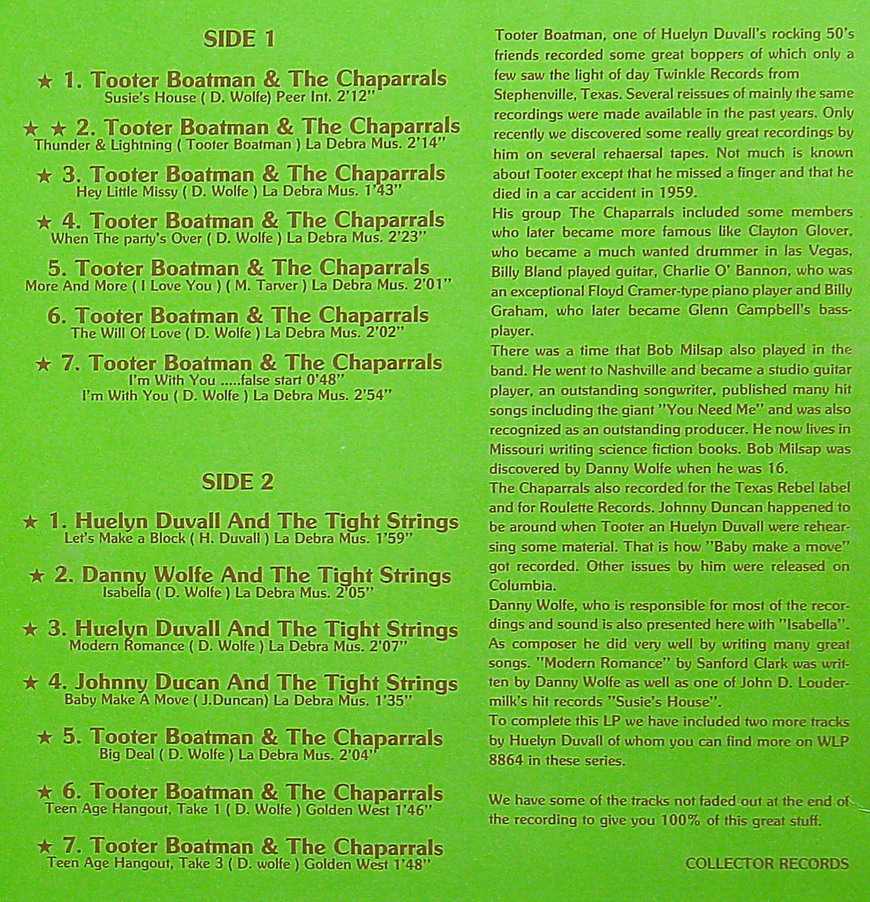 SIDE 1
★ 1. Tooter Boatman & The Chaparrals
Susie's House ( D. Wolfe) Peer Int. 2'12"
★ ★ 2. Tooter Boatman & The Chaparrals
Thunder & Lightning ( Tooter Boatman ) La Debra Mus. 2'14"
★ 3. Tooter Boatman & The Chaparrals
Hey Little Missy ( D. Wolfe ) La Debra Mus. 1'43"
★ 4. Tooter Boatman & The Chaparrals
When The party's Over ( D. Wolfe ) La Debra Mus. 2'23"
5. Tooter Boatman & The Chaparrals
More And More ( I Love You ) ( M. Tarver ) La Debra Mus. 2'01"
6. Tooter Boatman & The Chaparrals
The Will Of Love ( D. Wolfe ) La Debra Mus. 2'02"
★ 7. Tooter Boatman & The Chaparrals
I'm With You .....false start 0'48"
I'm With You ( D. Wolfe ) La Debra Mus. 2'54"
SIDE 2
★ 1. Huelyn Duvall And The Tight Strings
Let's Make a Block ( H. Duvall ) La Debra Mus. 1'59"
★ 2. Danny Wolfe And The Tight Strings
Isabella ( D. Wolfe ) La Debra Mus. 2'05"
★ 3. Huelyn Duvall And The Tight Strings
Modern Romance ( D. Wolfe ) La Debra Mus. 2'07"
★ 4. Johnny Ducan And The Tight Strings
Baby Make A Move ( J.Duncan) La Debra Mus. 1'35"
★ 5. Tooter Boatman & The Chaparrals
Big Deal ( D. Wolfe ) La Debra Mus. 2'04"
★ 6. Tooter Boatman & The Chaparrals
Teen Age Hangout, Take 1 ( D. Wolfe ) Golden West 1'46"
★ 7. Tooter Boatman & The Chaparrals
Teen Age Hangout, Take 3 ( D. wolfe ) Golden West 1'48"
Tooter Boatman, one of Huelyn Duvall's rocking 50's
friends recorded some great boppers of which only a
few saw the light of day Twinkle Records from
Stephenville, Texas. Several reissues of mainly the same
recordings were made available in the past years. Only
recently we discovered some really great recordings by
him on several rehaersal tapes. Not much is known
about Tooter except that he missed a finger and that he
died in a car accident in 1959.
His group The Chaparrals included some members
who later became more famous like Clayton Glover,
who became a much wanted drummer in las Vegas,
Billy Bland played guitar, Charlie O' Bannon, who was
an exceptional Floyd Cramer-type piano player and Billy
Graham, who later became Glenn Campbell's bass-
player.
There was a time that Bob Milsap also played in the
band. He went to Nashville and became a studio guitar
player, an outstanding songwriter, published many hit
songs including the giant "You Need Me" and was also
recognized as an outstanding producer. He now lives in
Missouri writing science fiction books. Bob Milsap was
discovered by Danny Wolfe when he was 16.
The Chaparrals also recorded for the Texas Rebel label
and for Roulette Records. Johnny Duncan happened to
be around when Tooter an Huelyn Duvall were rehear-
sing some material. That is how "Baby make a move"
got recorded. Other issues by him were released on
Columbia.
Danny Wolfe, who is responsible for most of the recor-
dings and sound is also presented here with "Isabella".
As composer he did very well by writing many great
songs. "Modern Romance" by Sanford Clark was writ-
ten by Danny Wolfe as well as one of John D. Louder-
milk's hit records "Susie's House".
To complete this LP we have included two more tracks
by Huelyn Duvall of whom you can find more on WLP
8864 in these series.
We have some of the tracks not faded out at the end of
the recording to give you 100% of this great stuff.
COLLECTOR RECORDS